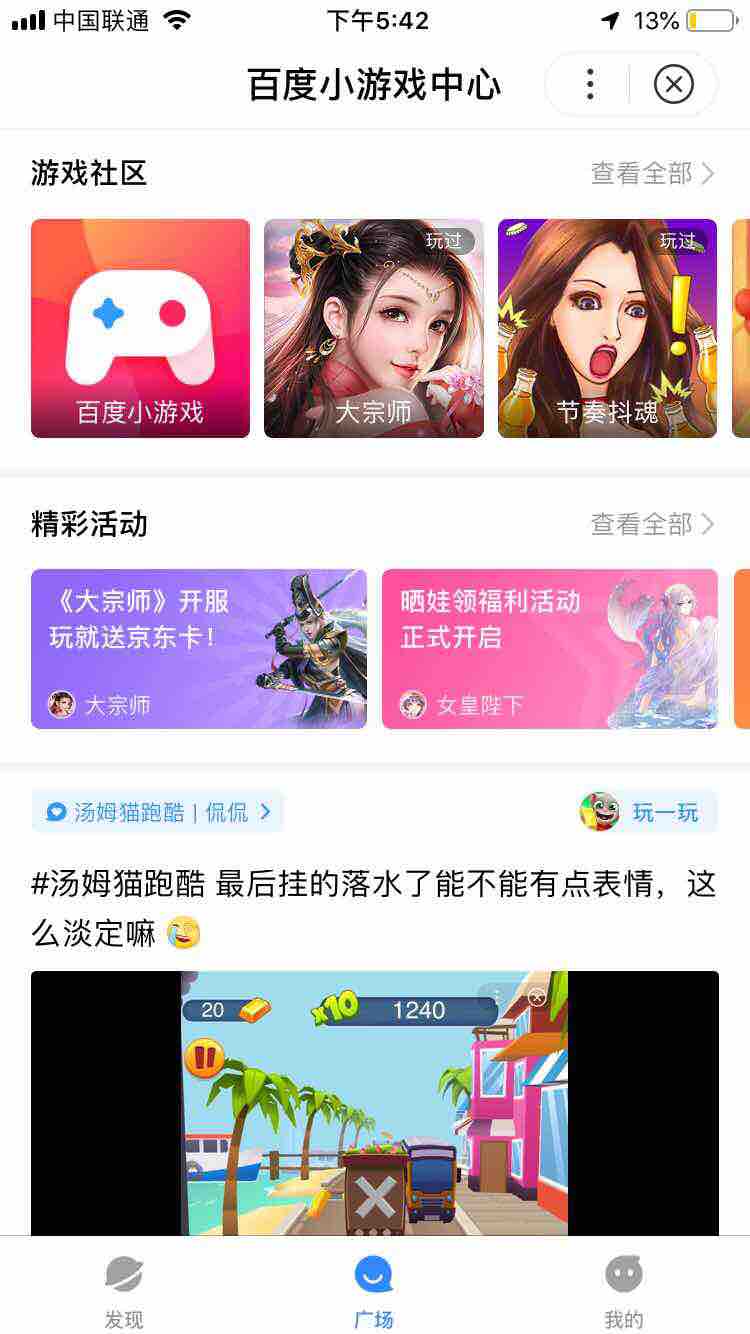 中国联通
下午5:42
13%
百度小游戏中心
游戏社区
查看全部
玩过
玩过
百度小游戏
大宗师
节奏抖魂
精彩活动
查看全部
《大宗师》开服
玩就送京东卡！
大宗师
晒娃领福利活动
正式开启
女皇陛下
汤姆猫跑酷 | 侃侃
玩一玩
#汤姆猫跑酷 最后挂的落水了能不能有点表情，这
么淡定嘛
20
x10
1240
发现
广场
我的